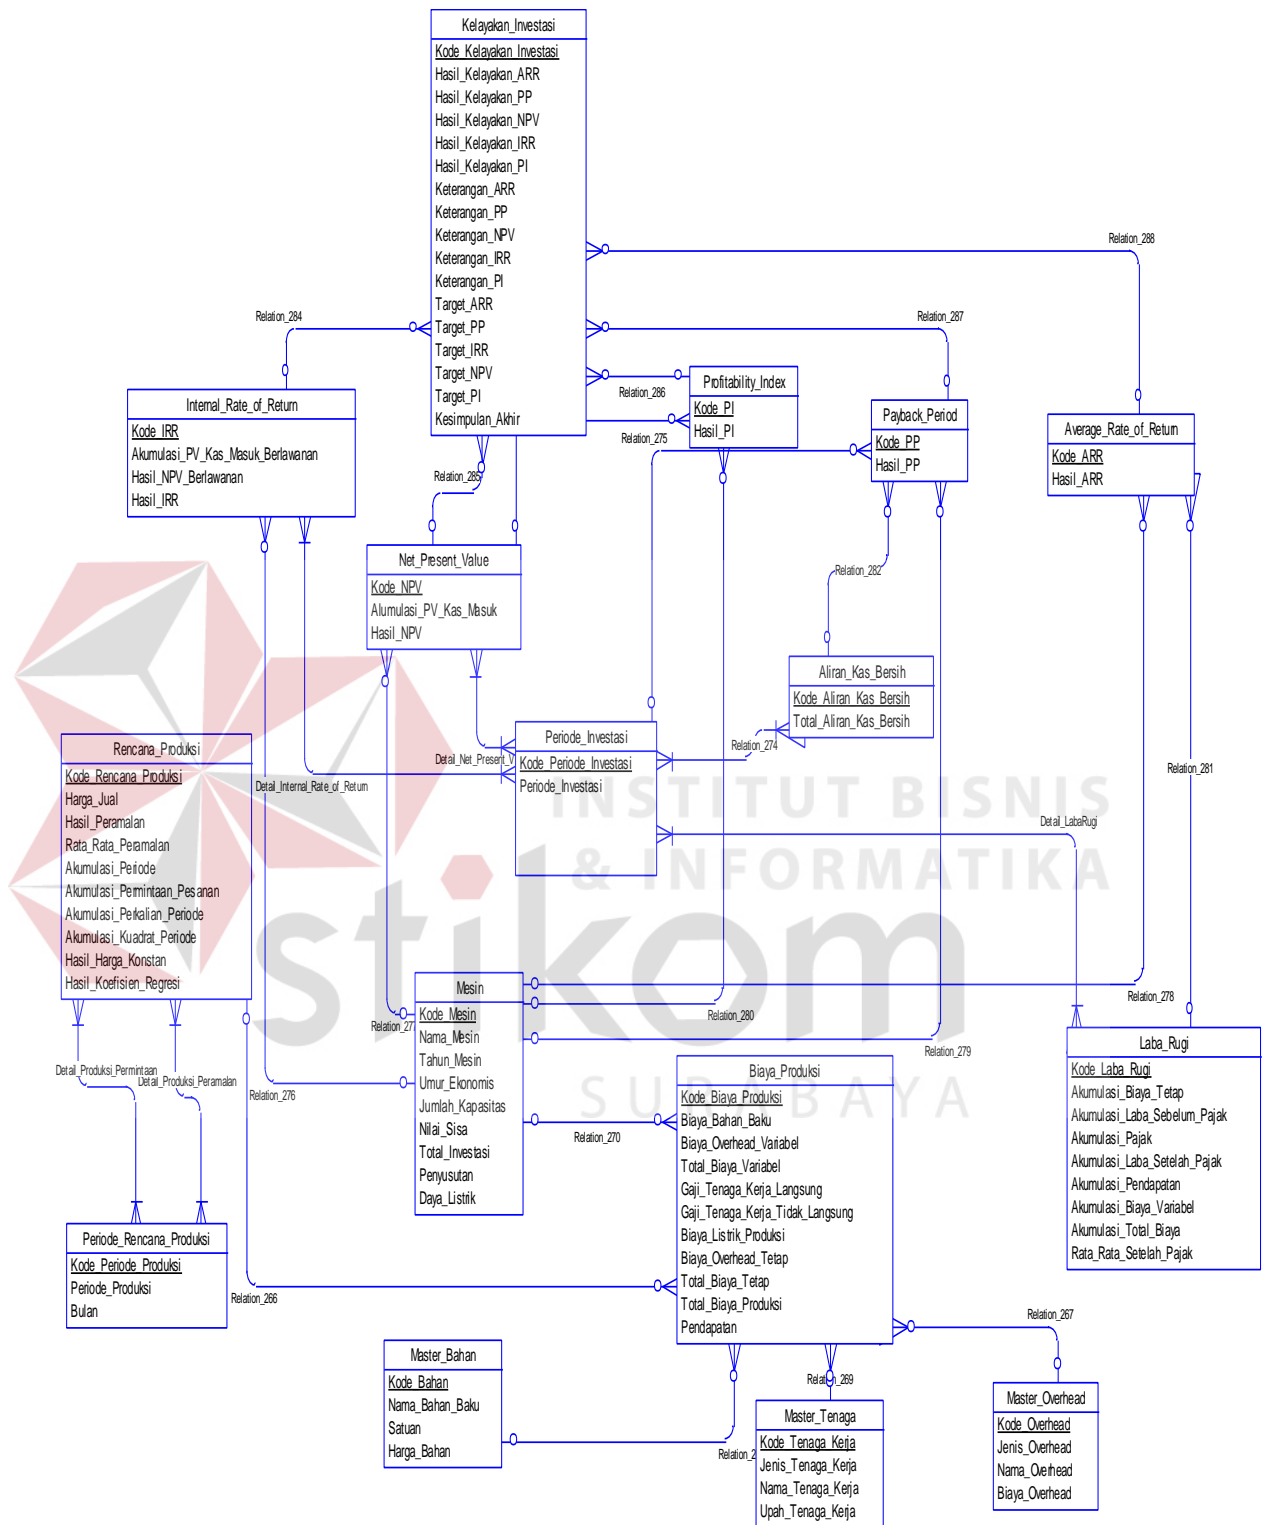 Kelayakan_Investasi
Kode_Kelayakan_Investasi
Hasil_Kelayakan_ARR
Hasil_Kelayakan_PP
Hasil_Kelayakan_NPV
Hasil_Kelayakan_IRR
Hasil_Kelayakan_PI
Keterangan_ARR
Keterangan_PP
Keterangan_NPV
Keterangan_IRR
Keterangan_PI
Target_ARR
Target_PP
Target_IRR
Target_NPV
Target_PI
Kesimpulan_Akhir
Relation_288
Relation_284
Relation_287
Relation_286
Relation_275
Relation_285
Internal_Rate_of_Return
Kode_IRR
Akumulasi_PV_Kas_Masuk_Berlawanan
Hasil_NPV_Berlawanan
Hasil_IRR
Profitability_Index
Kode_PI
Hasil_PI
Payback_Period
Kode_PP
Hasil_PP
Average_Rate_of_Return
Kode_ARR
Hasil_ARR
Net_Present_Value
Kode_NPV
Alumulasi_PV_Kas_Masuk
Hasil_NPV
Relation_282
Aliran_Kas_Bersih
Kode_Aliran_Kas_Bersih
Total_Aliran_Kas_Bersih
Relation_274
Periode_Investasi
Kode_Periode_Investasi
Periode_Investasi
Detail_Net_Present_V
Detail_Internal_Rate_of_Return
Relation_281
Detail_LabaRugi
Rencana_Produksi
Kode_Rencana_Produksi
Harga_Jual
Hasil_Peramalan
Rata_Rata_Peramalan
Akumulasi_Periode
Akumulasi_Permintaan_Pesanan
Akumulasi_Perkalian_Periode
Akumulasi_Kuadrat_Periode
Hasil_Harga_Konstan
Hasil_Koefisien_Regresi
INSTITUT BISNIS
& INFORMATIKA
stikom
SURABAYA
Mesin
Kode_Mesin
Nama_Mesin
Tahun_Mesin
Umur_Ekonomis
Jumlah_Kapasitas
Nilai_Sisa
Total_Investasi
Penyusutan
Daya_Listrik
Relation_277
Relation_278
Relation_280
Relation_279
Relation_276
Relation_270
Detail_Produksi_Permintaan
Detail_Produksi_Peramalan
Biaya_Produksi
Kode_Biaya_Produksi
Biaya_Bahan_Baku
Biaya_Overhead_Variabel
Total_Biaya_Variabel
Gaji_Tenaga_Kerja_Langsung
Gaji_Tenaga_Kerja_Tidak_Langsung
Biaya_Listrik_Produksi
Biaya_Overhead_Tetap
Total_Biaya_Tetap
Total_Biaya_Produksi
Pendapatan
Laba_Rugi
Kode_Laba_Rugi
Akumulasi_Biaya_Tetap
Akumulasi_Laba_Sebelum_Pajak
Akumulasi_Pajak
Akumulasi_Laba_Setelah_Pajak
Akumulasi_Pendapatan
Akumulasi_Biaya_Variabel
Akumulasi_Total_Biaya
Rata_Rata_Setelah_Pajak
Periode_Rencana_Produksi
Kode_Periode_Produksi
Periode_Produksi
Bulan
Relation_266
Relation_267
Relation_269
Relation_2
Master_Bahan
Kode_Bahan
Nama_Bahan_Baku
Satuan
Harga_Bahan
Master_Tenaga
Kode_Tenaga_Kerja
Jenis_Tenaga_Kerja
Nama_Tenaga_Kerja
Upah_Tenaga_Kerja
Master_Overhead
Kode_Overhead
Jenis_Overhead
Nama_Overhead
Biaya_Overhead